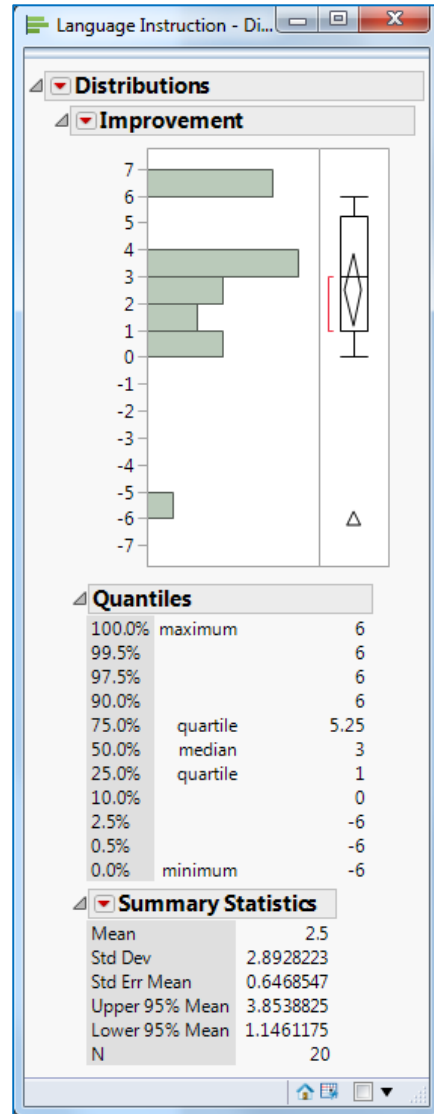 Language Instruction - Di...
Distributions
Improvement
7
6
5
4
3
2
1
0
-1
-2
-3
-4
-5
-6
-7
Quantiles
100.0% maximum 6
99.5% 6
97.5% 6
90.0% 6
75.0% quartile 5.25
50.0% median 3
25.0% quartile 1
10.0% 0
2.5% -6
0.5% -6
0.0% minimum -6
Summary Statistics
Mean 2.5
Std Dev 2.8928223
Std Err Mean 0.6468547
Upper 95% Mean 3.8538825
Lower 95% Mean 1.1461175
N 20